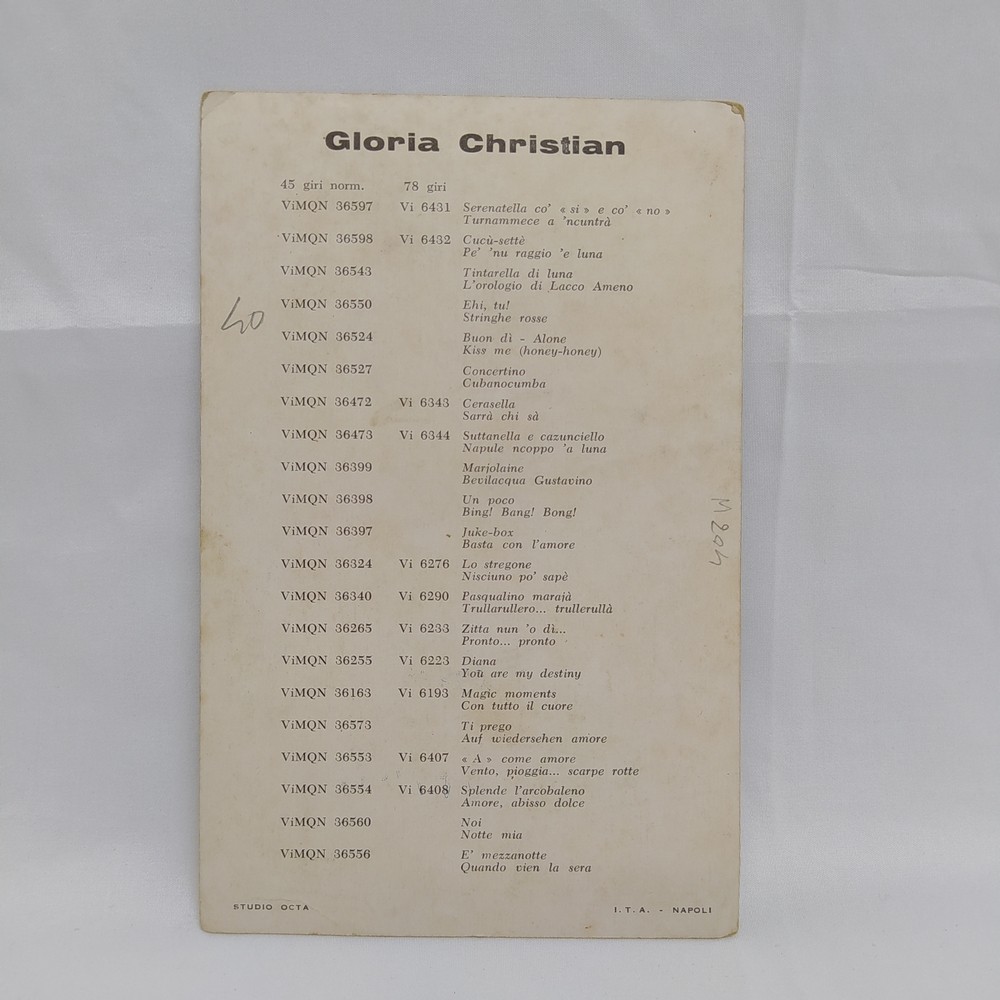 Gloria Christian
45 giri norm. 78 giri
ViMQN 36597 Vi 6431 Serenatella co' « si » e co' « no »
Turnammece a 'ncuntrà
ViMQN 36598 Vi 6432 Cucù-settè
Pe' 'nu raggio 'e luna
ViMQN 36543 Tintarella di luna
L'orologio di Lacco Ameno
ViMQN 36550 Ehi, tu!
Stringhe rosse
ViMQN 36524 Buon dì - Alone
Kiss me (honey-honey)
ViMQN 36527 Concertino
Cubanocumba
ViMQN 36472 Vi 6343 Cerasella
Sarrà chi sà
ViMQN 36473 Vi 6344 Suttanella e cazunciello
Napule ncoppo 'a luna
ViMQN 36399 Marjolaine
Bevilacqua Gustavino
ViMQN 36398 Un poco
Bing! Bang! Bong!
ViMQN 36397 Juke-box
Basta con l'amore
ViMQN 36324 Vi 6276 Lo stregone
Nisciuno po' sapè
ViMQN 36340 Vi 6290 Pasqualino marajà
Trullarullero... trullerullà
ViMQN 36265 Vi 6233 Zitta nun 'o dì...
Pronto... pronto
ViMQN 36255 Vi 6223 Diana
You are my destiny
ViMQN 36163 Vi 6193 Magic moments
Con tutto il cuore
ViMQN 36573 Ti prego
Auf wiedersehen amore
ViMQN 36553 Vi 6407 « A » come amore
Vento, pioggia... scarpe rotte
ViMQN 36554 Vi 6408 Splende l'arcobaleno
Amore, abisso dolce
ViMQN 36560 Noi
Notte mia
ViMQN 36556 E' mezzanotte
Quando vien la sera
STUDIO OCTA I. T. A. - NAPOLI